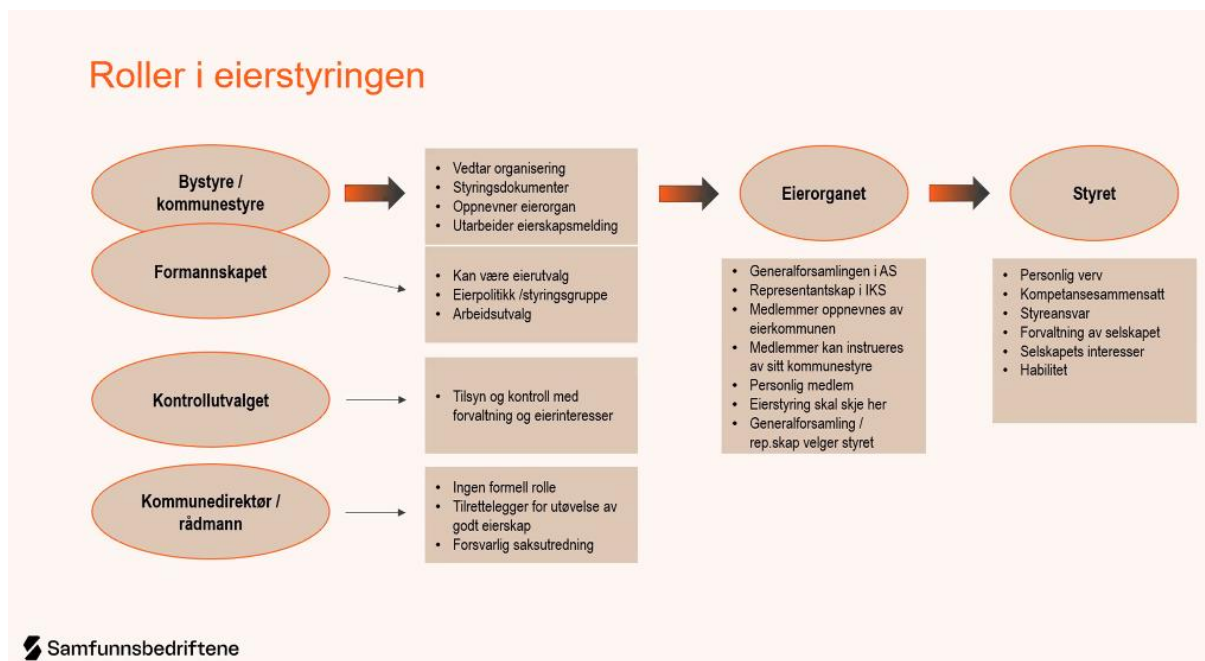 Roller i eierstyringen
Bystyre /
kommunestyre
• Vedtar organisering
• Styringsdokumenter
• Oppnevner eierorgan
• Utarbeider eierskapsmelding
Eierorganet
Styret
Formannskapet
• Kan være eierutvalg
• Eierpolitikk /styringsgruppe
• Arbeidsutvalg
• Generalforsamlingen i AS
• Representantskap i IKS
• Medlemmer oppnevnes av
eierkommunen
• Medlemmer kan instrueres
av sitt kommunestyre
• Personlig medlem
• Eierstyring skal skje her
• Generalforsamling /
rep.skap velger styret
• Personlig verv
• Kompetansesammensatt
• Styreansvar
• Forvaltning av selskapet
• Selskapets interesser
• Habilitet
Kontrollutvalget
• Tilsyn og kontroll med
forvaltning og eierinteresser
Kommunedirektør /
rådmann
• Ingen formell rolle
• Tilrettelegger for utøvelse av
godt eierskap
• Forsvarlig saksutredning
Samfunnsbedriftene